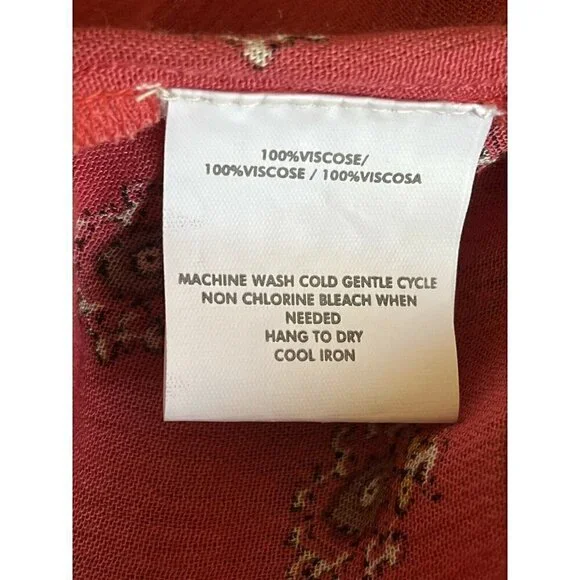 100%VISCOSE/
100%VISCOSE / 100%VISCOSA
MACHINE WASH COLD GENTLE CYCLE
NON CHLORINE BLEACH WHEN
NEEDED
HANG TO DRY
COOL IRON